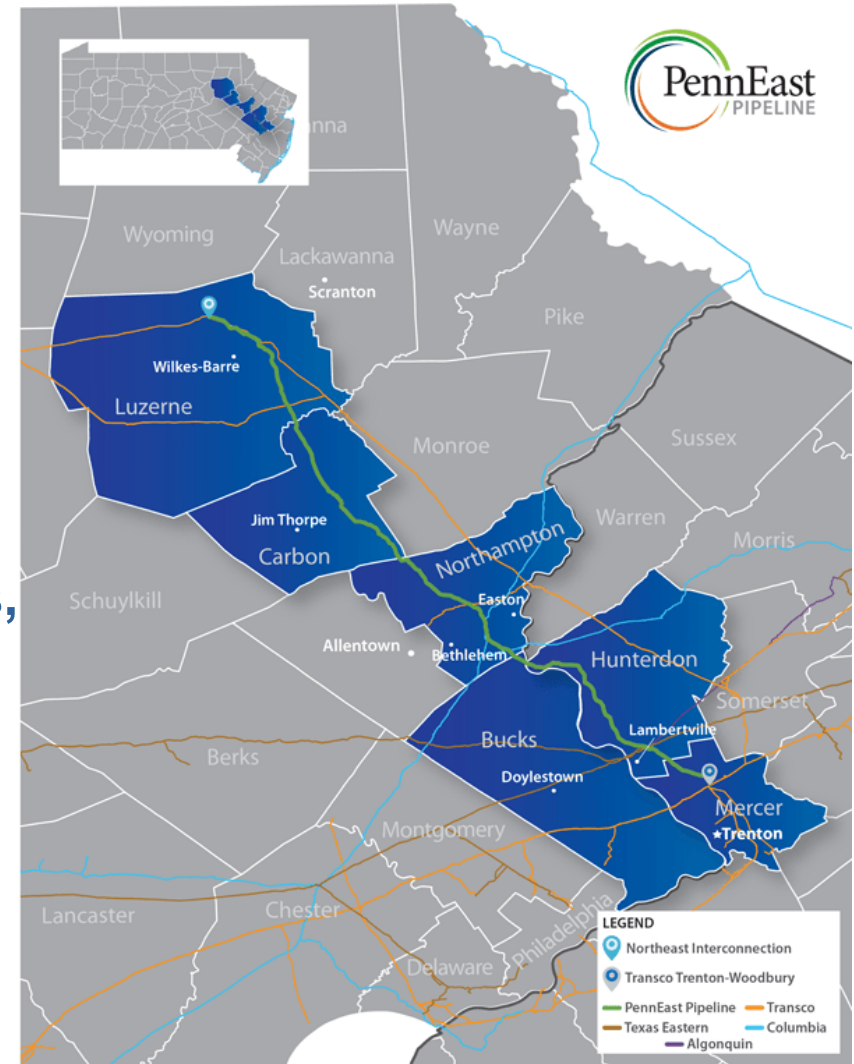 PennEast
PIPELINE
anna
Wyoming
Lackawanna
Scranton
Wayne
Pike
Wilkes-Barre
Luzerne
Monroe
Sussex
Jim Thorpe
Carbon
Northampton
Warren
Morris
Schuylkill
,
Easton
Allentown
Bethlehem
Hunterdon
Somerset
Lambertville
Bucks
Berks
Doylestown
Mercer
Trenton
Montgomery
Lancaster
Chester
Philadelphia
Delaware
LEGEND
Northeast Interconnection
Transco Trenton-Woodbury
PennEast Pipeline
Transco
Texas Eastern
Columbia
Algonquin